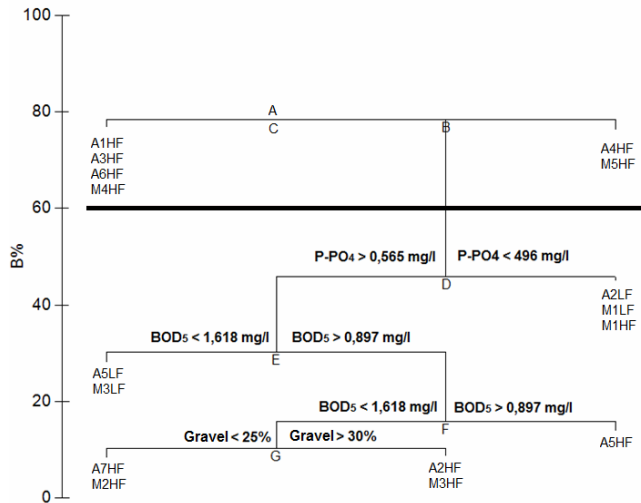 100
80
60
40
20
0
B%
A
C
B
A1HF
A3HF
A6HF
M4HF
A4HF
M5HF
P-PO₄ > 0,565 mg/l
P-PO4 < 496 mg/l
D
A2LF
M1LF
M1HF
BOD₅ < 1,618 mg/l
BOD₅ > 0,897 mg/l
E
A5LF
M3LF
BOD₅ < 1,618 mg/l
BOD₅ > 0,897 mg/l
F
A5HF
Gravel < 25%
Gravel > 30%
G
A7HF
M2HF
A2HF
M3HF